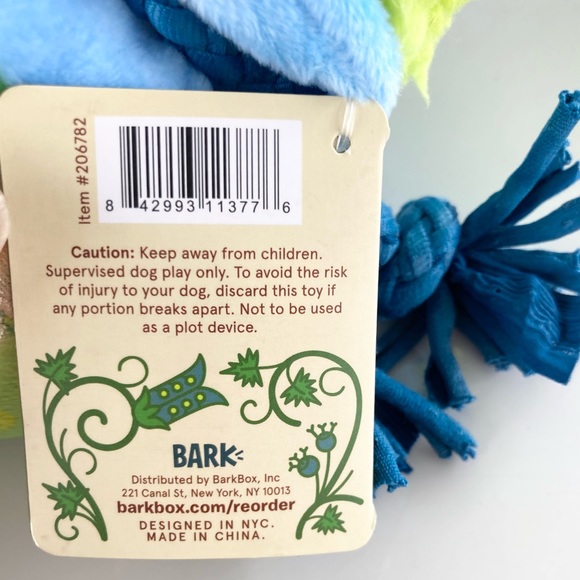 Item #206782
8 42993 11377 6
Caution: Keep away from children.
Supervised dog play only. To avoid the risk
of injury to your dog, discard this toy if
any portion breaks apart. Not to be used
as a plot device.
BARK
Distributed by BarkBox, Inc
221 Canal St, New York, NY 10013
barkbox.com/reorder
DESIGNED IN NYC.
MADE IN CHINA.